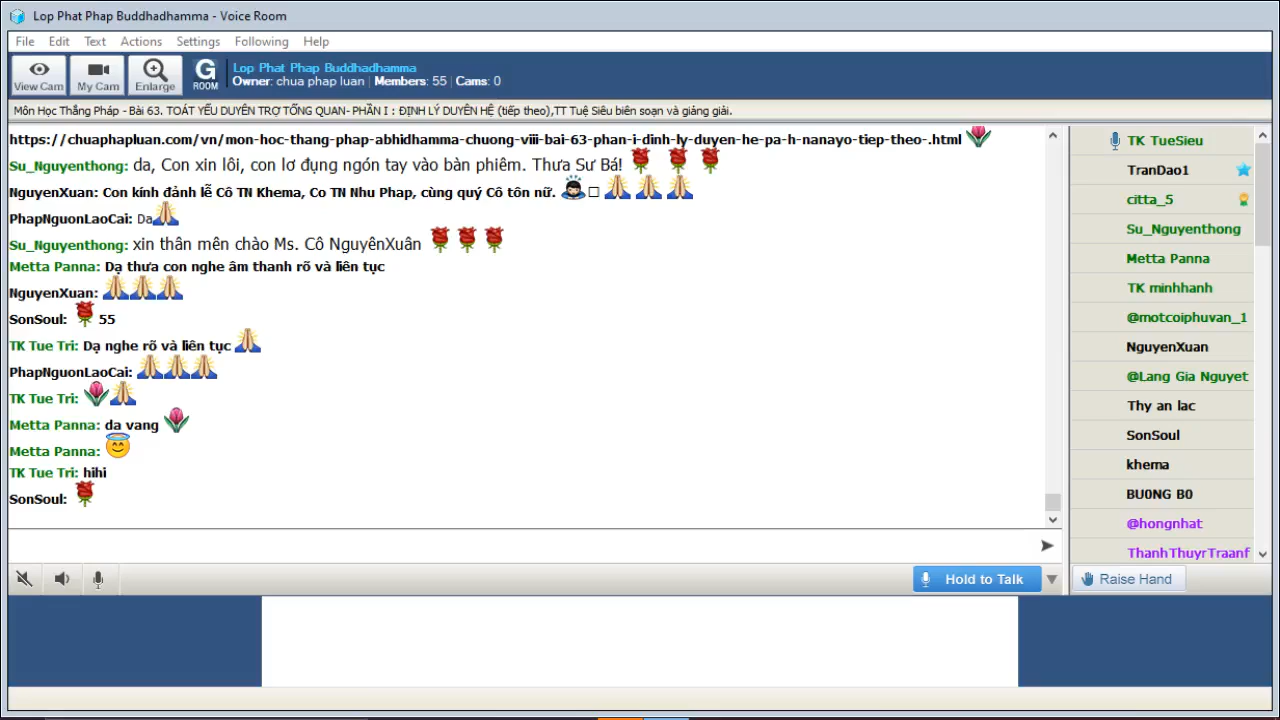 Lop Phat Phap Buddhadhamma - Voice Room
File Edit Text Actions Settings Following Help
View Cam My Cam Enlarge G ROOM
Lop Phat Phap Buddhadhamma
Owner: chua phap luan | Members: 55 | Cams: 0
Môn Học Thắng Pháp - Bài 63. TOÁT YẾU DUYÊN TRỢ TỔNG QUAN- PHẦN I : ĐỊNH LÝ DUYÊN HỆ (tiếp theo),TT Tuệ Siêu biên soạn và giảng giải.
https://chuaphapluan.com/vn/mon-hoc-thang-phap-abhidhamma-chuong-viii-bai-63-phan-i-dinh-ly-duyen-he-pa-h-nanayo-tiep-theo-.html
Su_Nguyenthong: da, Con xin lôi, con lơ đụng ngón tay vào bàn phiêm. Thưa Sư Bá!
NguyenXuan: Con kính đảnh lễ Cô TN Khema, Co TN Nhu Phap, cùng quý Cô tôn nữ.
PhapNguonLaoCai: Da
Su_Nguyenthong: xin thân mên chào Ms. Cô NguyênXuân
Metta Panna: Dạ thưa con nghe âm thanh rõ và liên tục
NguyenXuan:
SonSoul: 55
TK Tue Tri: Dạ nghe rõ và liên tục
PhapNguonLaoCai:
TK Tue Tri:
Metta Panna: da vang
Metta Panna:
TK Tue Tri: hihi
SonSoul:
TK TueSieu
TranDao1
citta_5
Su_Nguyenthong
Metta Panna
TK minhhanh
@motcoiphuvan_1
NguyenXuan
@Lang Gia Nguyet
Thy an lac
SonSoul
khema
BU0NG B0
@hongnhat
ThanhThuyrTraanf
Hold to Talk
Raise Hand